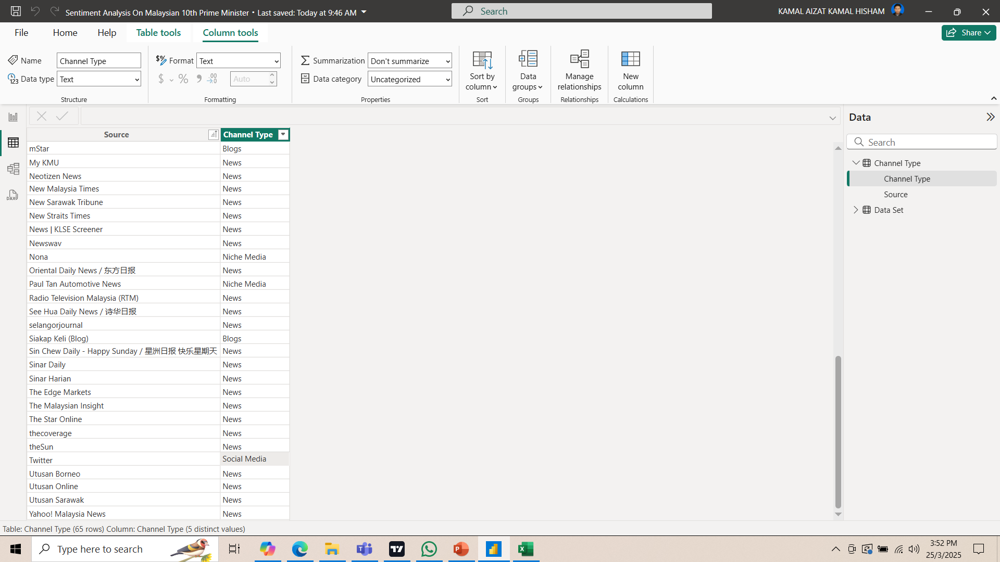 Sentiment Analysis On Malaysian 10th Prime Minister • Last saved: Today at 9:46 AM
Search
KAMAL AIZAT KAMAL HISHAM
File Home Help Table tools Column tools
Share
Name Channel Type
Data type Text
Structure
Format Text
$ % Auto
Formatting
Summarization Don't summarize
Data category Uncategorized
Properties
Sort by column
Sort
Data groups
Groups
Manage relationships
Relationships
New column
Calculations
Source Channel Type
mStar Blogs
My KMU News
Neotizen News News
New Malaysia Times News
New Sarawak Tribune News
New Straits Times News
News | KLSE Screener News
Newswav News
Nona Niche Media
Oriental Daily News / 东方日报 News
Paul Tan Automotive News Niche Media
Radio Television Malaysia (RTM) News
See Hua Daily News / 诗华日报 News
selangorjournal News
Siakap Keli (Blog) Blogs
Sin Chew Daily - Happy Sunday / 星洲日报 快乐星期天 News
Sinar Daily News
Sinar Harian News
The Edge Markets News
The Malaysian Insight News
The Star Online News
thecoverage News
theSun News
Twitter Social Media
Utusan Borneo News
Utusan Online News
Utusan Sarawak News
Yahoo! Malaysia News News
Data
Search
Channel Type
Channel Type
Source
Data Set
DAX
Table: Channel Type (65 rows) Column: Channel Type (5 distinct values)
Type here to search
3:52 PM
25/3/2025